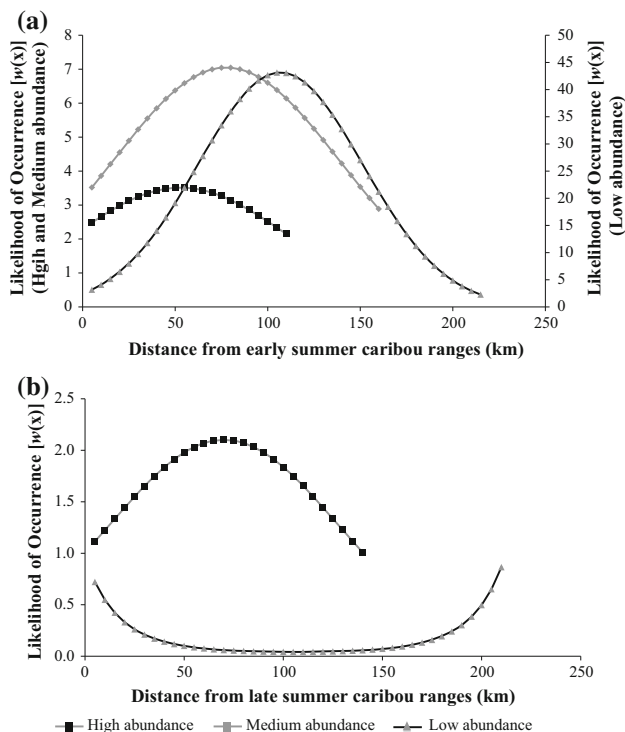 (a)
Likelihood of Occurrence [w(x)]
(Hgih and Medium abundance)
8
7
6
5
4
3
2
1
0
50
45
40
35
30
25
20
15
10
5
0
Likelihood of Occurrence [w(x)]
(Low abundance)
0 50 100 150 200 250
Distance from early summer caribou ranges (km)
(b)
Likelihood of Occurrence [w(x)]
2.5
2.0
1.5
1.0
0.5
0.0
0 50 100 150 200 250
Distance from late summer caribou ranges (km)
High abundance Medium abundance Low abundance